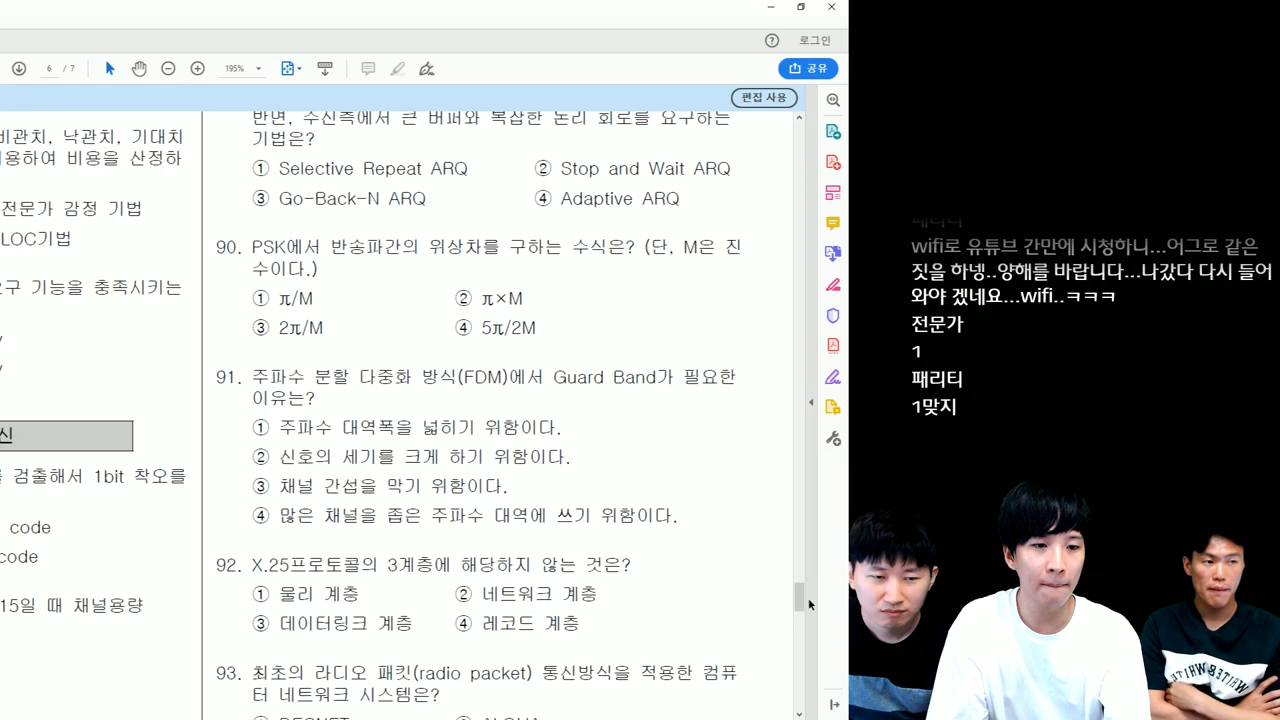 로그인
6 / 7
195%
공유
편집 사용
비관치, 낙관치, 기대치
용하여 비용을 산정하
전문가 감정 기법
LOC기법
구 기능을 충족시키는
신
검출해서 1bit 착오를
code
code
15일 때 채널용량
반면, 수신측에서 큰 버퍼와 복잡한 논리 회로를 요구하는
기법은?
① Selective Repeat ARQ ② Stop and Wait ARQ
③ Go-Back-N ARQ ④ Adaptive ARQ
90. PSK에서 반송파간의 위상차를 구하는 수식은? (단, M은 진
수이다.)
① π/M ② π×M
③ 2π/M ④ 5π/2M
91. 주파수 분할 다중화 방식(FDM)에서 Guard Band가 필요한
이유는?
① 주파수 대역폭을 넓히기 위함이다.
② 신호의 세기를 크게 하기 위함이다.
③ 채널 간섭을 막기 위함이다.
④ 많은 채널을 좁은 주파수 대역에 쓰기 위함이다.
92. X.25프로토콜의 3계층에 해당하지 않는 것은?
① 물리 계층 ② 네트워크 계층
③ 데이터링크 계층 ④ 레코드 계층
93. 최초의 라디오 패킷(radio packet) 통신방식을 적용한 컴퓨
터 네트워크 시스템은?
패리티
wifi로 유튜브 간만에 시청하니...어그로 같은
짓을 하넹..양해를 바랍니다...나갔다 다시 들어
와야 겠네요...wifi..ㅋㅋㅋ
전문가
1
패리티
1맞지